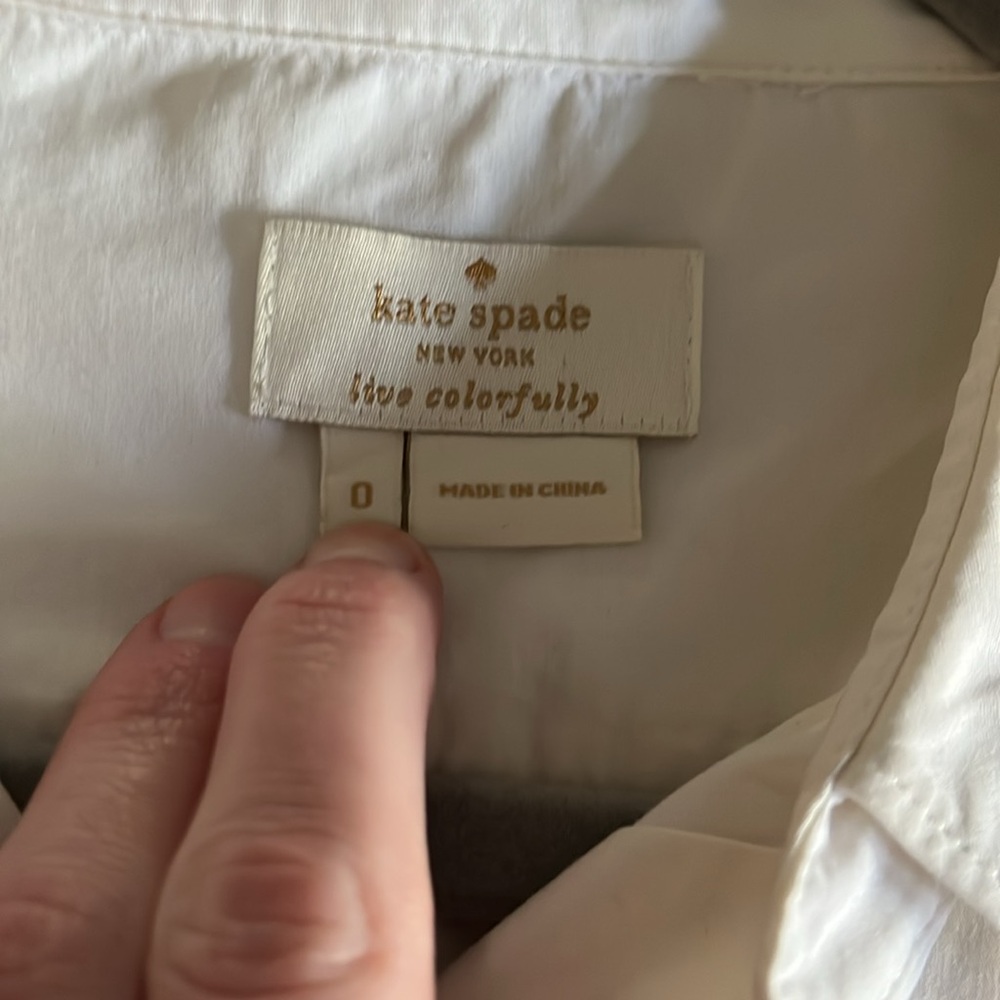 kate spade
NEW YORK
live colorfully
0
MADE IN CHINA